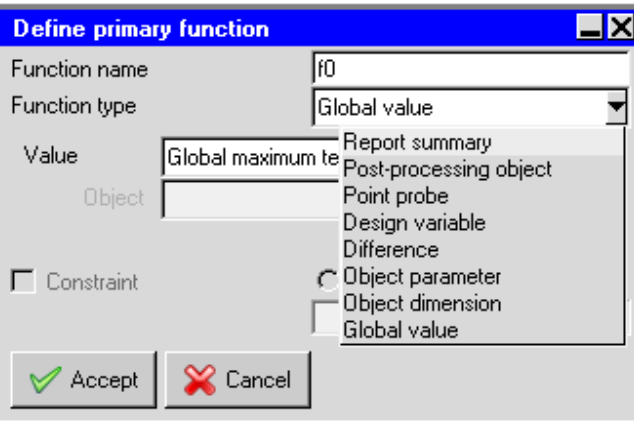 Define primary function
Function name f0
Function type Global value
Value Global maximum
Report summary
Post-processing object
Point probe
Design variable
Difference
Object parameter
Object dimension
Global value
Object
Constraint
Accept Cancel